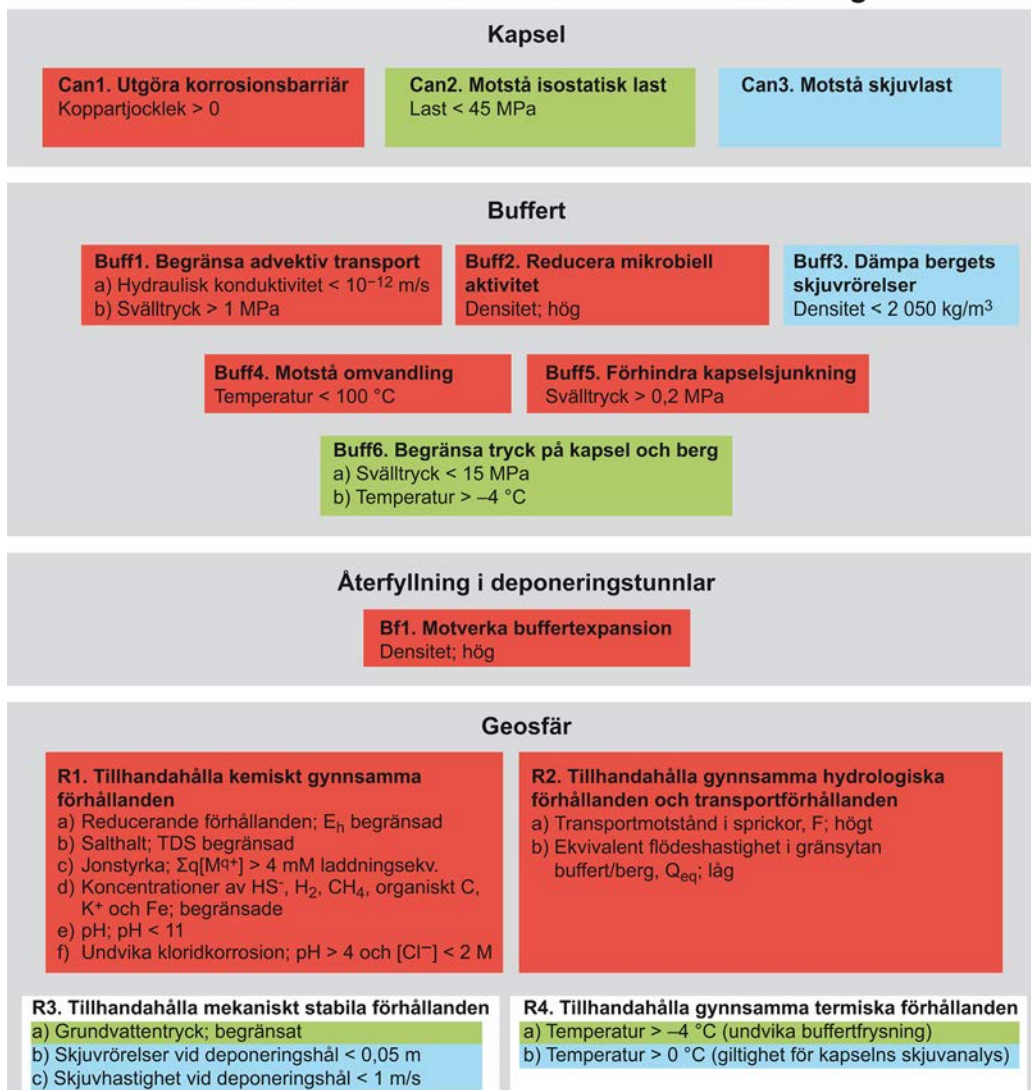 Kapsel
Can1. Utgöra korrosionsbarriär
Koppartjocklek > 0
Can2. Motstå isostatisk last
Last < 45 MPa
Can3. Motstå skjuvlast
Buffert
Buff1. Begränsa advektiv transport
a) Hydraulisk konduktivitet < 10⁻¹² m/s
b) Svälltryck > 1 MPa
Buff2. Reducera mikrobiell
aktivitet
Densitet; hög
Buff3. Dämpa bergets
skjuvrörelser
Densitet < 2 050 kg/m³
Buff4. Motstå omvandling
Temperatur < 100 °C
Buff5. Förhindra kapselsjunkning
Svälltryck > 0,2 MPa
Buff6. Begränsa tryck på kapsel och berg
a) Svälltryck < 15 MPa
b) Temperatur > –4 °C
Återfyllning i deponeringstunnlar
Bf1. Motverka buffertexpansion
Densitet; hög
Geosfär
R1. Tillhandahålla kemiskt gynnsamma
förhållanden
a) Reducerande förhållanden; Eₕ begränsad
b) Salthalt; TDS begränsad
c) Jonstyrka; Σq[Mq⁺] > 4 mM laddningsekv.
d) Koncentrationer av HS⁻, H₂, CH₄, organiskt C,
K⁺ och Fe; begränsade
e) pH; pH < 11
f) Undvika kloridkorrosion; pH > 4 och [Cl⁻] < 2 M
R2. Tillhandahålla gynnsamma hydrologiska
förhållanden och transportförhållanden
a) Transportmotstånd i sprickor, F; högt
b) Ekvivalent flödeshastighet i gränsytan
buffert/berg, Qeq; låg
R3. Tillhandahålla mekaniskt stabila förhållanden
a) Grundvattentryck; begränsat
b) Skjuvrörelser vid deponeringshål < 0,05 m
c) Skjuvhastighet vid deponeringshål < 1 m/s
R4. Tillhandahålla gynnsamma termiska förhållanden
a) Temperatur > –4 °C (undvika buffertfrysning)
b) Temperatur > 0 °C (giltighet för kapselns skjuvanalys)